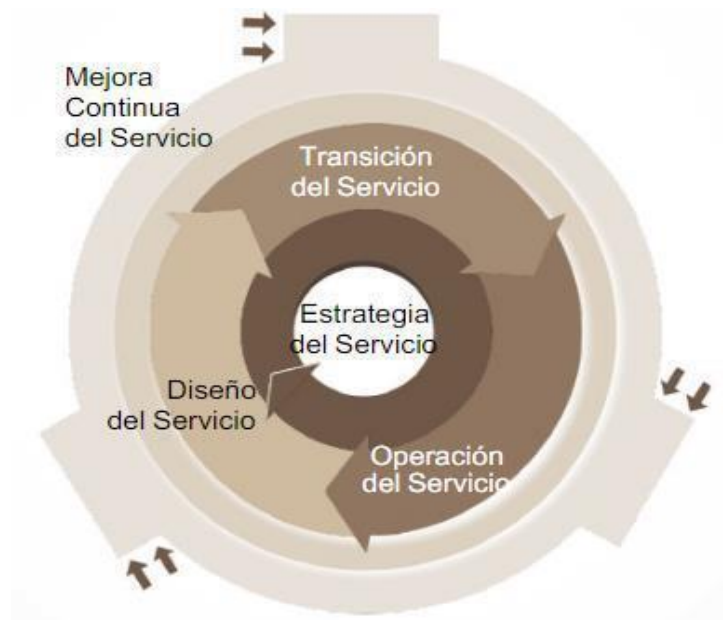 Mejora
Continua
del Servicio
Transición
del Servicio
Estrategia
del Servicio
Diseño
del Servicio
Operación
del Servicio